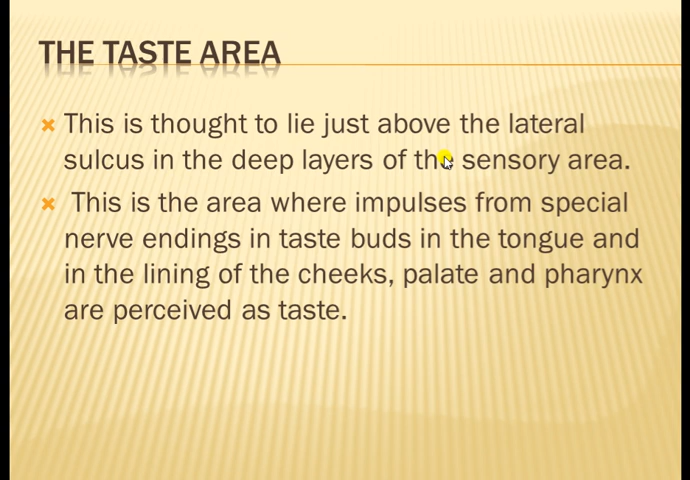 THE TASTE AREA
This is thought to lie just above the lateral
sulcus in the deep layers of the sensory area.
This is the area where impulses from special
nerve endings in taste buds in the tongue and
in the lining of the cheeks, palate and pharynx
are perceived as taste.